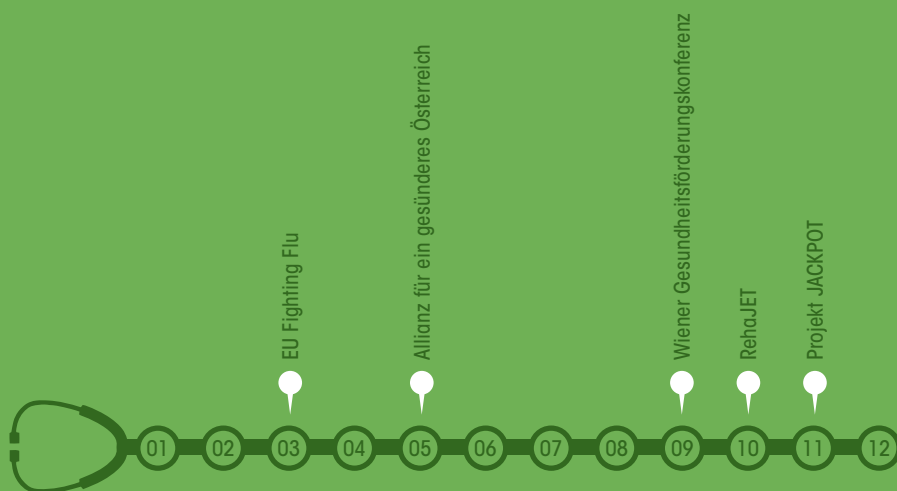 EU Fighting Flu
Allianz für ein gesünderes Österreich
Wiener Gesundheitsförderungskonferenz
RehaJET
Projekt JACKPOT
01 02 03 04 05 06 07 08 09 10 11 12